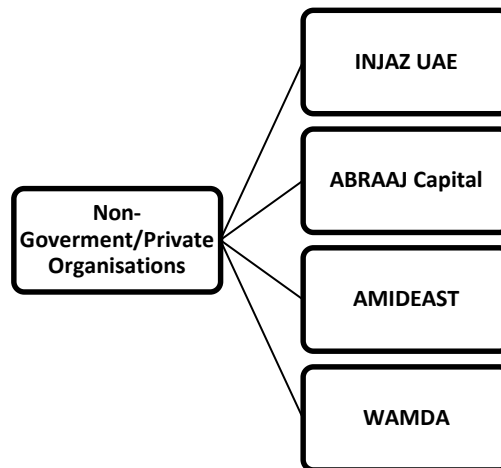 INJAZ UAE
ABRAAJ Capital
Non-
Goverment/Private
Organisations
AMIDEAST
WAMDA